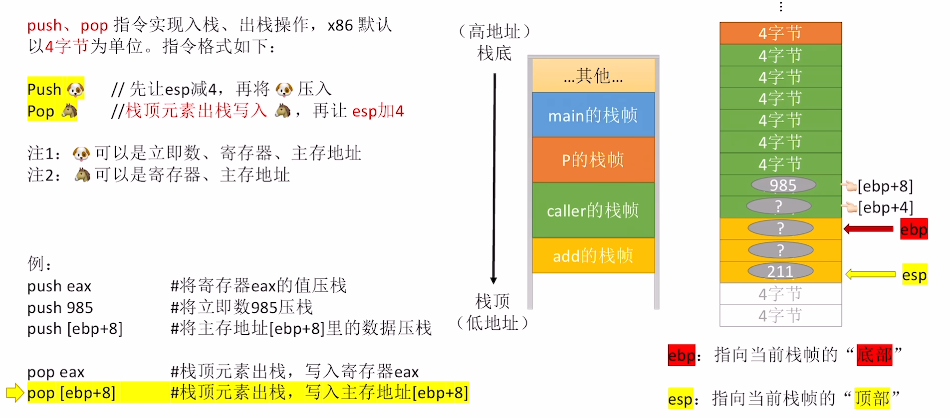 push、pop 指令实现入栈、出栈操作，x86 默认
以4字节为单位。指令格式如下：
Push 🐶 // 先让esp减4，再将 🐶 压入
Pop 🐴 //栈顶元素出栈写入 🐴，再让 esp加4
注1：🐶 可以是立即数、寄存器、主存地址
注2：🐴 可以是寄存器、主存地址
例：
push eax #将寄存器eax的值压栈
push 985 #将立即数985压栈
push [ebp+8] #将主存地址[ebp+8]里的数据压栈
pop eax #栈顶元素出栈，写入寄存器eax
pop [ebp+8] #栈顶元素出栈，写入主存地址[ebp+8]
（高地址）
栈底
栈顶
（低地址）
…其他…
main的栈帧
P的栈帧
caller的栈帧
add的栈帧
⋮
4字节
4字节
4字节
4字节
4字节
4字节
4字节
985 [ebp+8]
? [ebp+4]
? ebp
?
211 esp
4字节
4字节
ebp：指向当前栈帧的“底部”
esp：指向当前栈帧的“顶部”